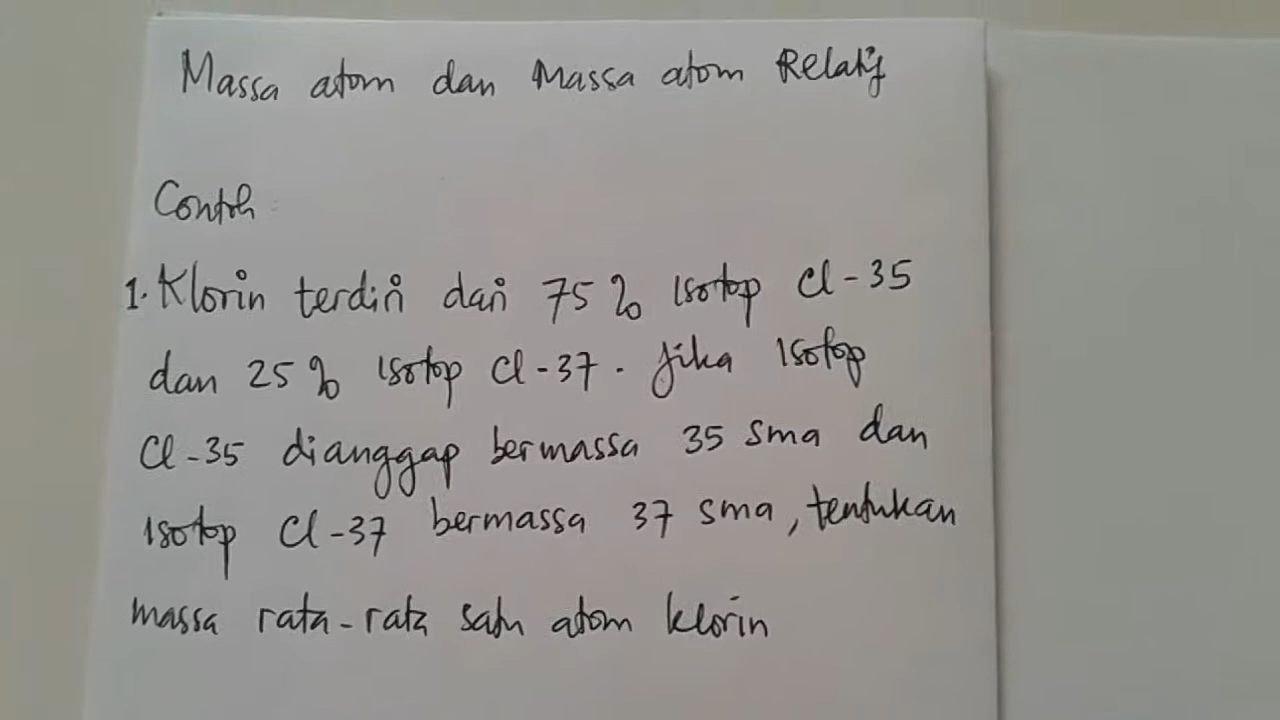 Massa atom dan Massa atom Relatif
Contoh :
1. Klorin terdiri dari 75% isotop Cl-35
dan 25% isotop Cl-37. Jika Isotop
Cl-35 dianggap bermassa 35 sma dan
Isotop Cl-37 bermassa 37 sma, tentukan
massa rata-rata satu atom klorin